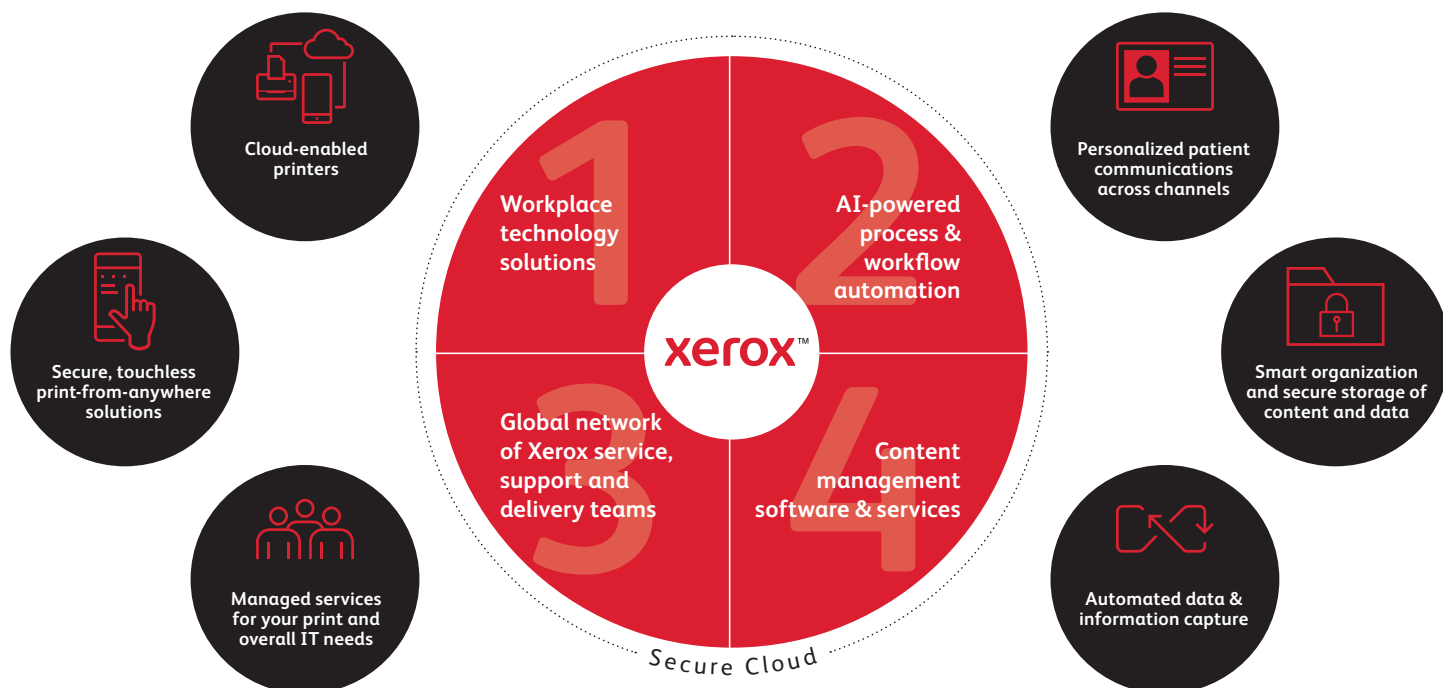 Cloud-enabled
printers
Secure, touchless
print-from-anywhere
solutions
Managed services
for your print and
overall IT needs
1
Workplace
technology
solutions
2
AI-powered
process &
workflow
automation
xerox™
3
Global network
of Xerox service,
support and
delivery teams
4
Content
management
software & services
Secure Cloud
Personalized patient
communications
across channels
Smart organization
and secure storage of
content and data
Automated data &
information capture